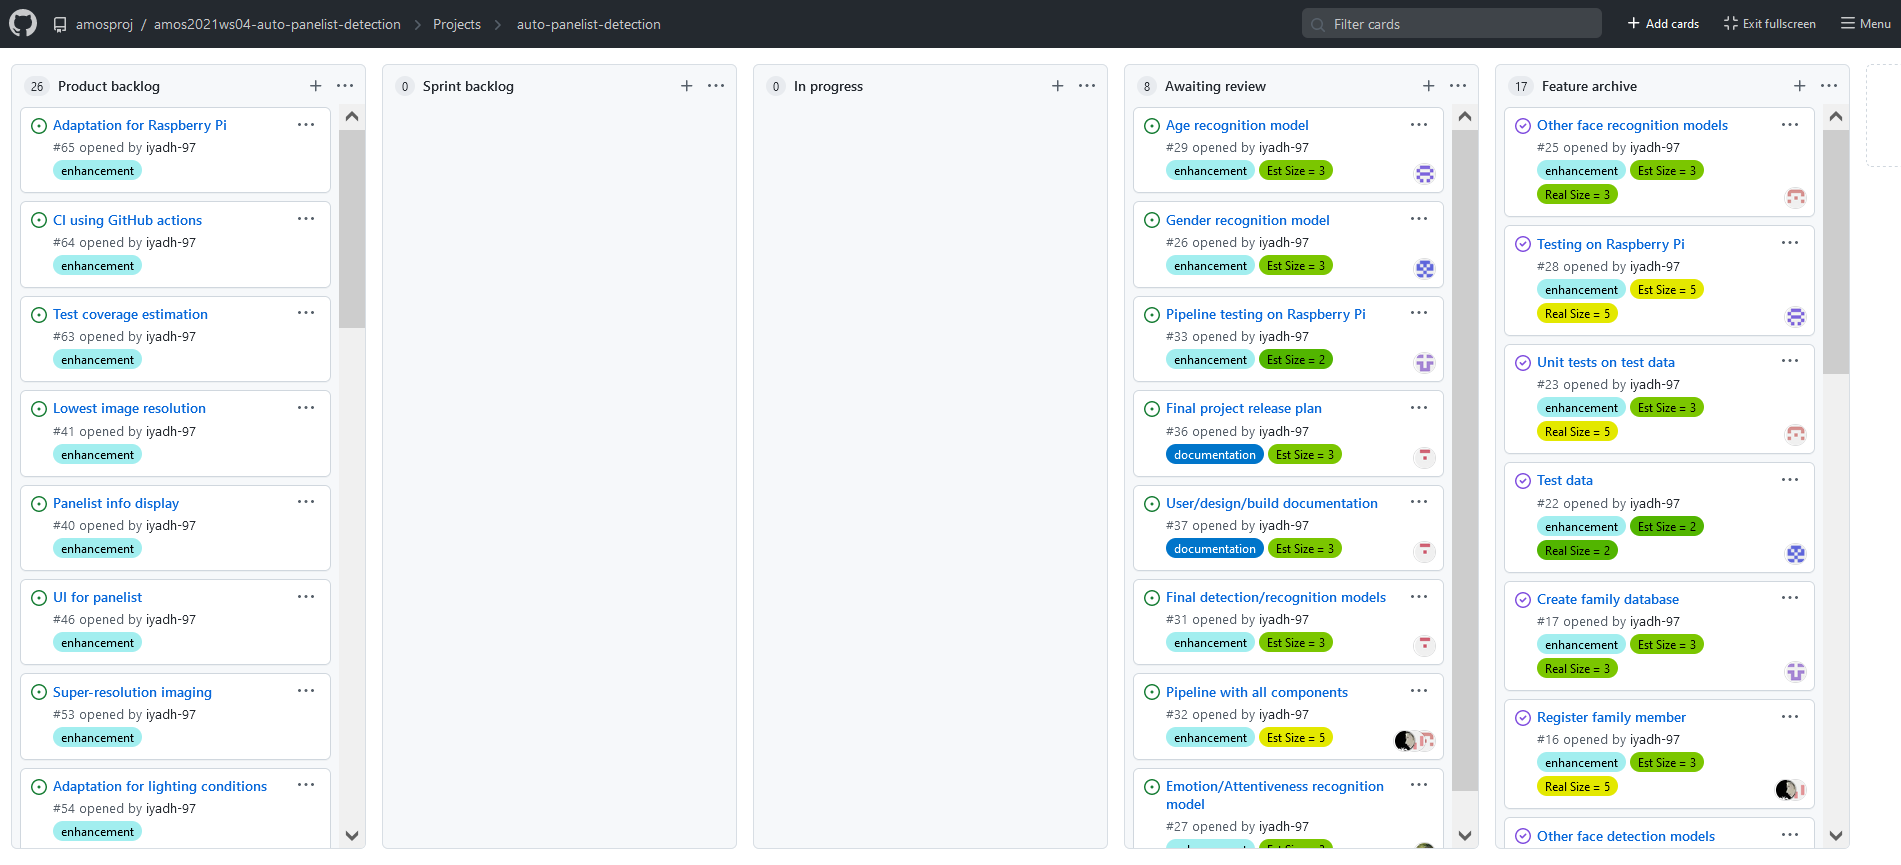 amosproj / amos2021ws04-auto-panelist-detection Projects auto-panelist-detection
Filter cards
Add cards
Exit fullscreen
Menu
26 Product backlog
Adaptation for Raspberry Pi
#65 opened by iyadh-97
enhancement
CI using GitHub actions
#64 opened by iyadh-97
enhancement
Test coverage estimation
#63 opened by iyadh-97
enhancement
Lowest image resolution
#41 opened by iyadh-97
enhancement
Panelist info display
#40 opened by iyadh-97
enhancement
UI for panelist
#46 opened by iyadh-97
enhancement
Super-resolution imaging
#53 opened by iyadh-97
enhancement
Adaptation for lighting conditions
#54 opened by iyadh-97
enhancement
0 Sprint backlog
0 In progress
8 Awaiting review
Age recognition model
#29 opened by iyadh-97
enhancement Est Size = 3
Gender recognition model
#26 opened by iyadh-97
enhancement Est Size = 3
Pipeline testing on Raspberry Pi
#33 opened by iyadh-97
enhancement Est Size = 2
Final project release plan
#36 opened by iyadh-97
documentation Est Size = 3
User/design/build documentation
#37 opened by iyadh-97
documentation Est Size = 3
Final detection/recognition models
#31 opened by iyadh-97
enhancement Est Size = 3
Pipeline with all components
#32 opened by iyadh-97
enhancement Est Size = 5
Emotion/Attentiveness recognition
model
#27 opened by iyadh-97
17 Feature archive
Other face recognition models
#25 opened by iyadh-97
enhancement Est Size = 3
Real Size = 3
Testing on Raspberry Pi
#28 opened by iyadh-97
enhancement Est Size = 5
Real Size = 5
Unit tests on test data
#23 opened by iyadh-97
enhancement Est Size = 3
Real Size = 5
Test data
#22 opened by iyadh-97
enhancement Est Size = 2
Real Size = 2
Create family database
#17 opened by iyadh-97
enhancement Est Size = 3
Real Size = 3
Register family member
#16 opened by iyadh-97
enhancement Est Size = 3
Real Size = 5
Other face detection models